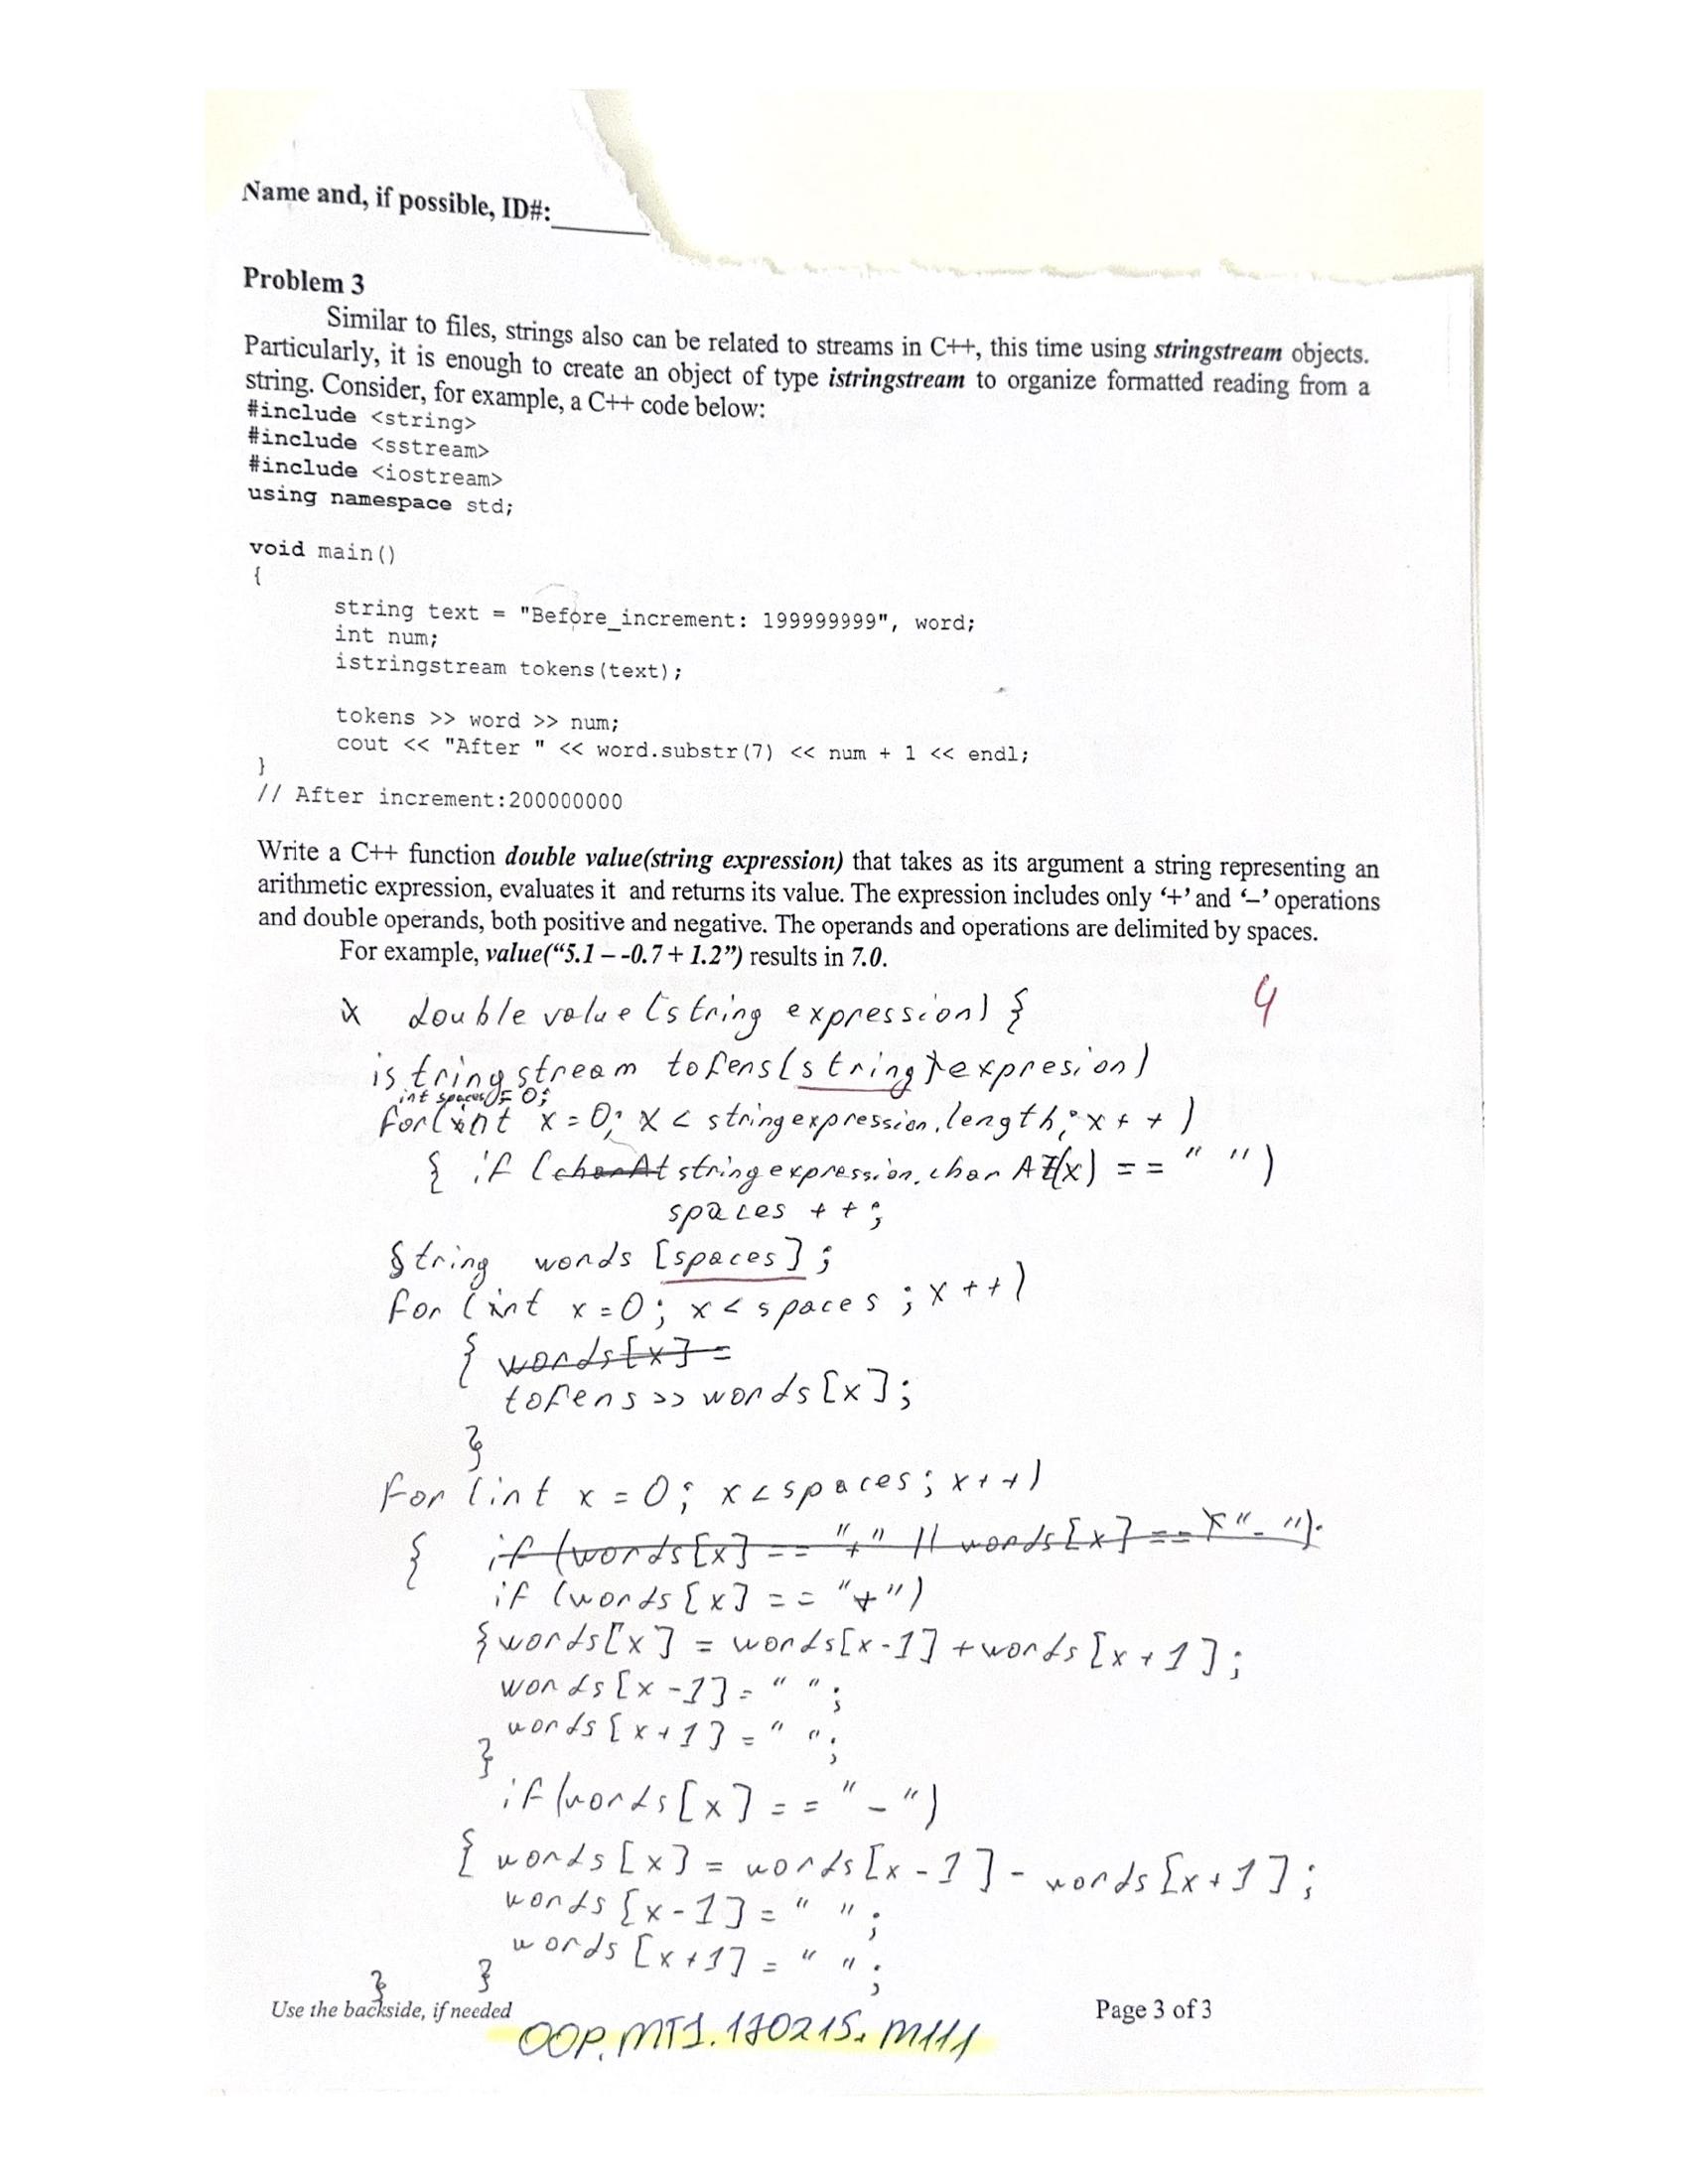 Name and, if possible, ID#:
Problem 3
Similar to files, strings also can be related to streams in C++, this time using stringstream objects.
Particularly, it is enough to create an object of type istringstream to organize formatted reading from a
string. Consider, for example, a C++ code below:
#include <string>
#include <sstream>
#include <iostream>
using namespace std;
void main()
{
string text = "Before_increment: 199999999", word;
int num;
istringstream tokens(text);
tokens >> word >> num;
cout << "After " << word.substr(7) << num + 1 << endl;
}
// After increment:200000000
Write a C++ function double value(string expression) that takes as its argument a string representing an
arithmetic expression, evaluates it and returns its value. The expression includes only ‘+’ and ‘–’ operations
and double operands, both positive and negative. The operands and operations are delimited by spaces.
For example, value(“5.1 – -0.7 + 1.2”) results in 7.0.
4
double value (string expression) {
istringstream tokens(string expresion)
int spaces = 0;
for(int x = 0; x < stringexpression.length; x++)
{ if (charAt stringexpression.charAt(x) == " ")
spaces ++;
String words [spaces];
for (int x = 0; x < spaces; x++)
{ words[x] =
tokens >> words[x];
}
for (int x = 0; x < spaces; x++)
{ if (words[x] == "+" || words[x] == "-").
if (words[x] == "+")
{ words[x] = words[x-1] + words[x+1];
words[x-1] = " ";
words[x+1] = " ";
}
if (words[x] == "-")
{ words[x] = words[x-1] - words[x+1];
words[x-1] = " ";
words[x+1] = " ";
} }
Use the backside, if needed
Page 3 of 3
OOP.MT1.170215.M111